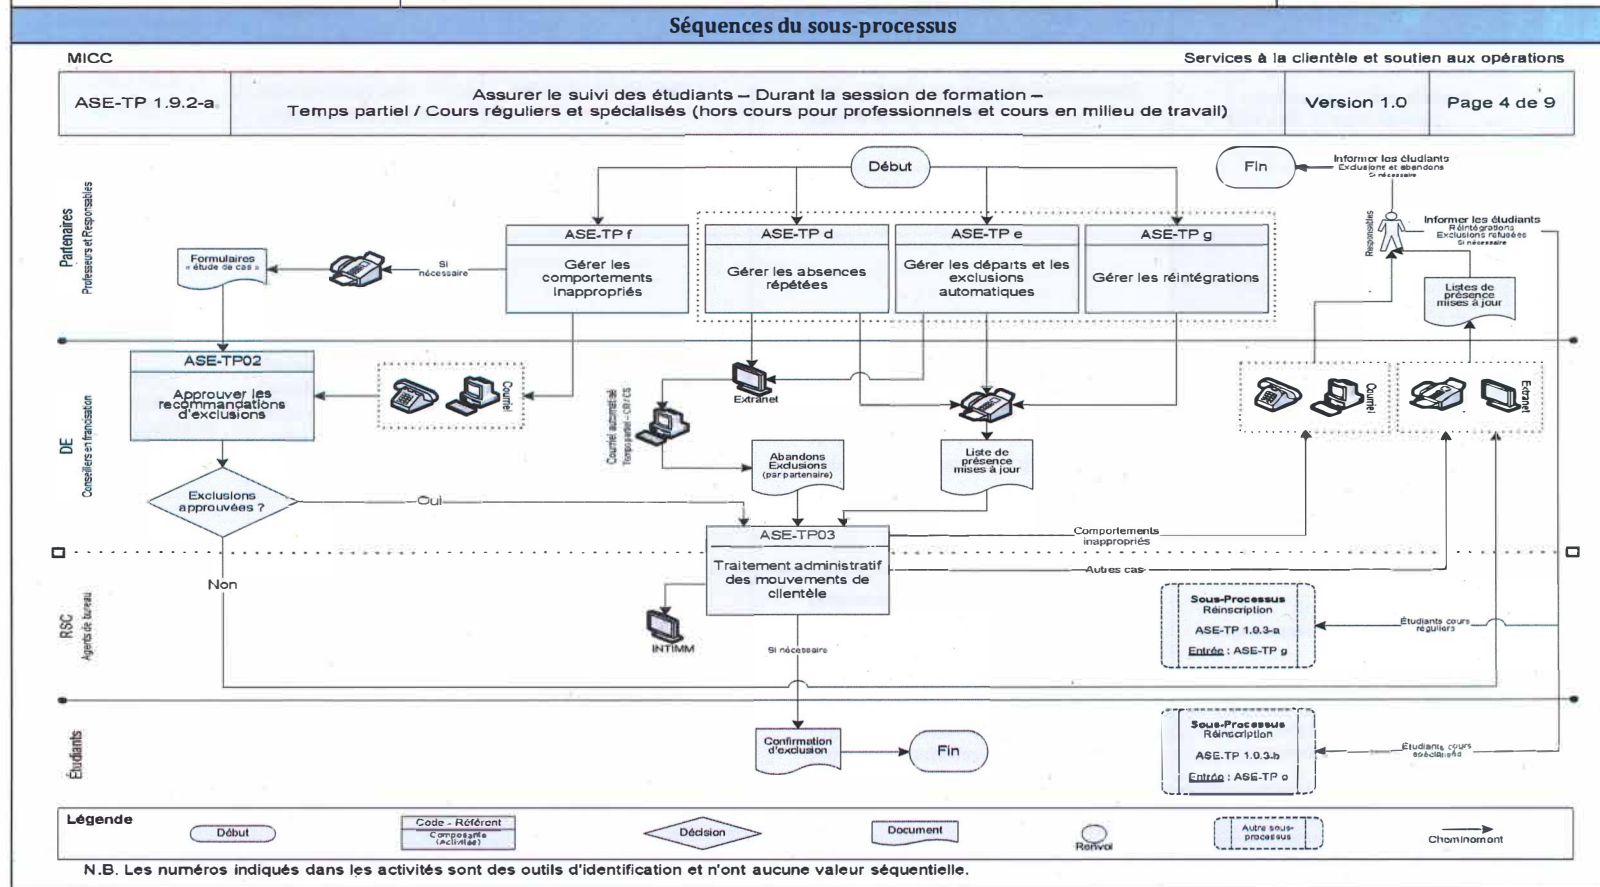 Séquences du sous-processus
MICC
Services à la clientèle et soutien aux opérations
ASE-TP 1.9.2-a
Assurer le suivi des étudiants – Durant la session de formation –
Temps partiel / Cours réguliers et spécialisés (hors cours pour professionnels et cours en milieu de travail)
Version 1.0
Page 4 de 9
Partenaires
Professeurs et Responsables
Début
Fin
Informer les étudiants
Exclusions et abandons
Si nécessaire
Responsables
Informer les étudiants
Réintégrations
Exclusions refusées
Si nécessaire
Formulaires
« étude de cas »
Si
nécessaire
ASE-TP f
Gérer les
comportements
inappropriés
ASE-TP d
Gérer les absences
répétées
ASE-TP e
Gérer les départs et les
exclusions
automatiques
ASE-TP g
Gérer les réintégrations
Listes de
présence
mises à jour
DE
Conseillers en francisation
ASE-TP02
Approuver les
recommandations
d'exclusions
Courriel
Extranet
Courriel automatisé
Temps partiel – CR / CS
Courriel
Extranet
Abandons
Exclusions
(par partenaire)
Liste de
présence
mises à jour
Exclusions
approuvées ?
Oui
Non
ASE-TP03
Traitement administratif
des mouvements de
clientèle
Comportements
inappropriés
Autres cas
RSC
Agents de bureau
INTIMM
Si nécessaire
Sous-Processus
Réinscription
ASE-TP 1.0.3-a
Entrée : ASE-TP g
Étudiants cours
réguliers
Étudiants
Confirmation
d'exclusion
Fin
Sous-Processus
Réinscription
ASE-TP 1.0.3-b
Entrée : ASE-TP o
Étudiants cours
spécialisés
Légende
Début
Code - Référent
Composante
(Activités)
Décision
Document
Renvoi
Autre sous-
processus
Cheminement
N.B. Les numéros indiqués dans les activités sont des outils d'identification et n'ont aucune valeur séquentielle.